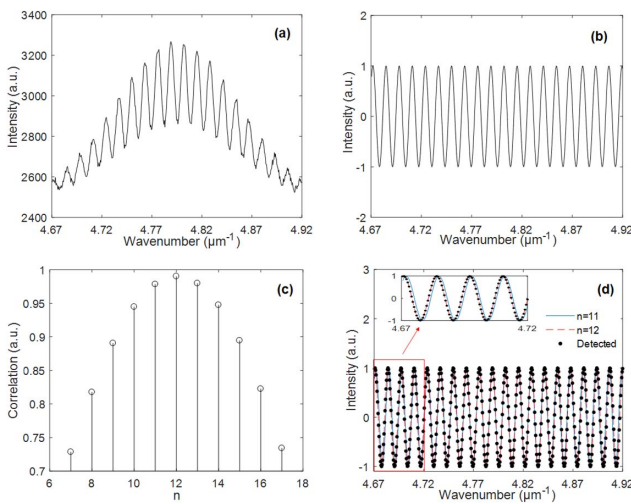 (a)
3400
3200
3000
2800
2600
2400
Intensity (a.u.)
4.67 4.72 4.77 4.82 4.87 4.92
Wavenumber (µm⁻¹)
(b)
2
1
0
-1
-2
Intensity (a.u.)
4.67 4.72 4.77 4.82 4.87 4.92
Wavenumber (µm⁻¹)
(c)
1
0.95
0.9
0.85
0.8
0.75
0.7
Correlation (a.u.)
6 8 10 12 14 16 18
n
(d)
1
0
-1
4.67 4.72
n=11
n=12
Detected
1
0
-1
Intensity (a.u.)
4.67 4.72 4.77 4.82 4.87 4.92
Wavenumber (µm⁻¹)